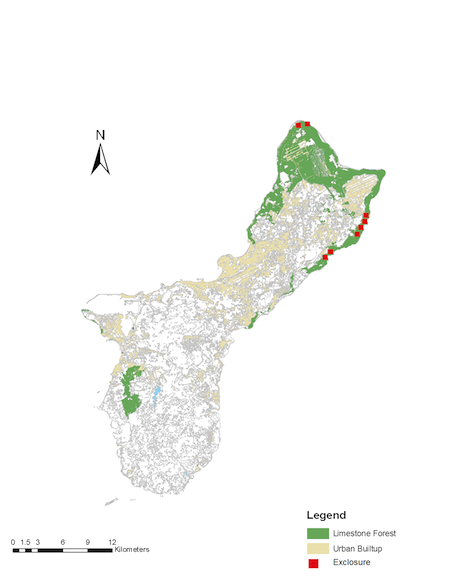 N
Legend
Limestone Forest
Urban Builtup
Exclosure
0 1.5 3 6 9 12
Kilometers